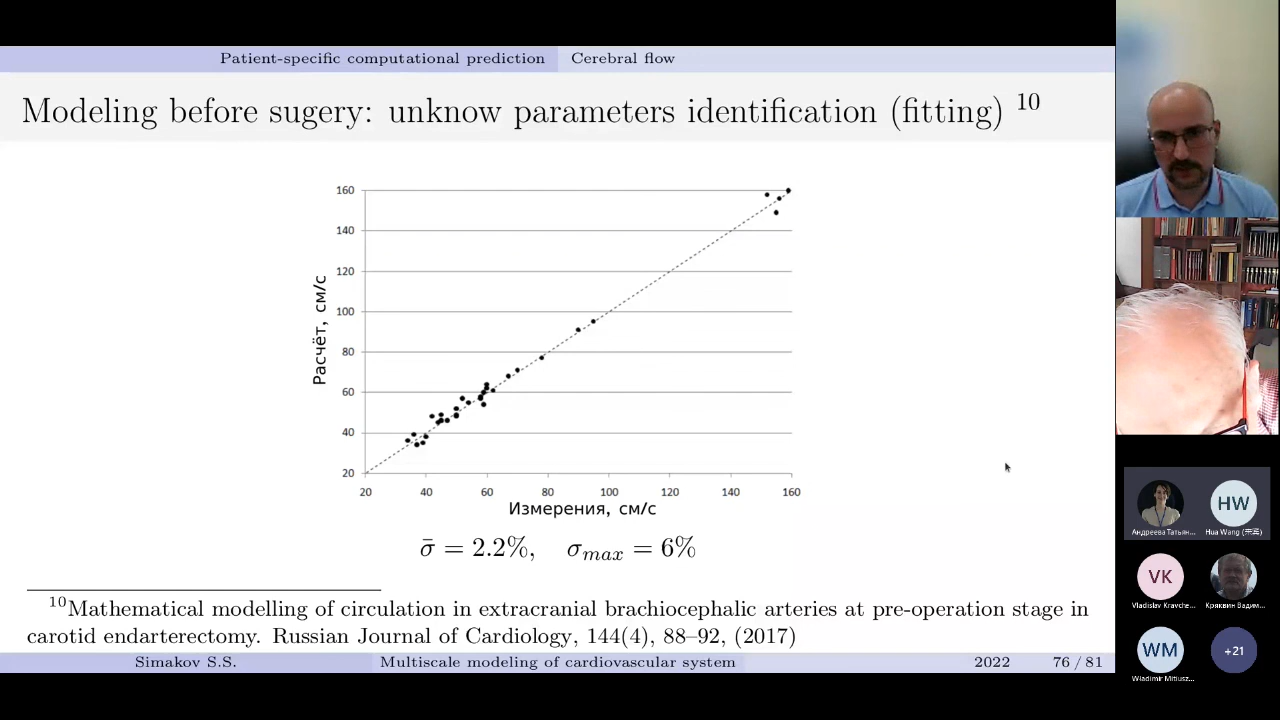 Patient-specific computational prediction Cerebral flow
Modeling before sugery: unknow parameters identification (fitting) 10
160
140
120
100
80
60
40
20
Расчёт, см/с
20 40 60 80 100 120 140 160
Измерения, см/с
σ̄ = 2.2%, σmax = 6%
10Mathematical modelling of circulation in extracranial brachiocephalic arteries at pre-operation stage in
carotid endarterectomy. Russian Journal of Cardiology, 144(4), 88–92, (2017)
Simakov S.S. Multiscale modeling of cardiovascular system 2022 76 / 81
HW
Андреева Татьян... Hua Wang
VK
Vladislav Kravche... Кряквин Вадим...
WM +21
Władimir Mitiusz...